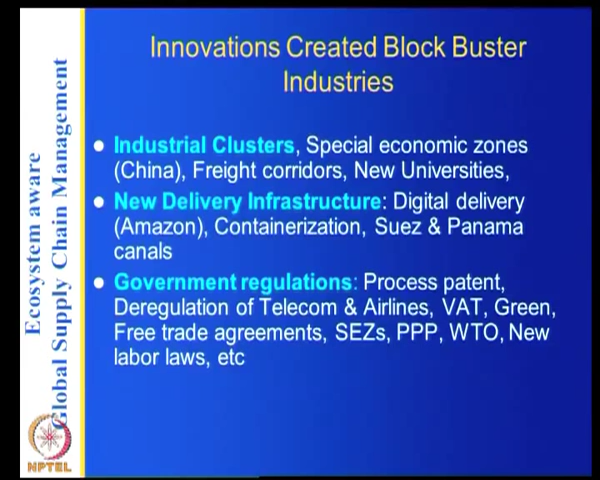 Innovations Created Block Buster
Industries
Industrial Clusters, Special economic zones
(China), Freight corridors, New Universities,
New Delivery Infrastructure: Digital delivery
(Amazon), Containerization, Suez & Panama
canals
Government regulations: Process patent,
Deregulation of Telecom & Airlines, VAT, Green,
Free trade agreements, SEZs, PPP, WTO, New
labor laws, etc
Ecosystem aware
Global Supply Chain Management
NPTEL